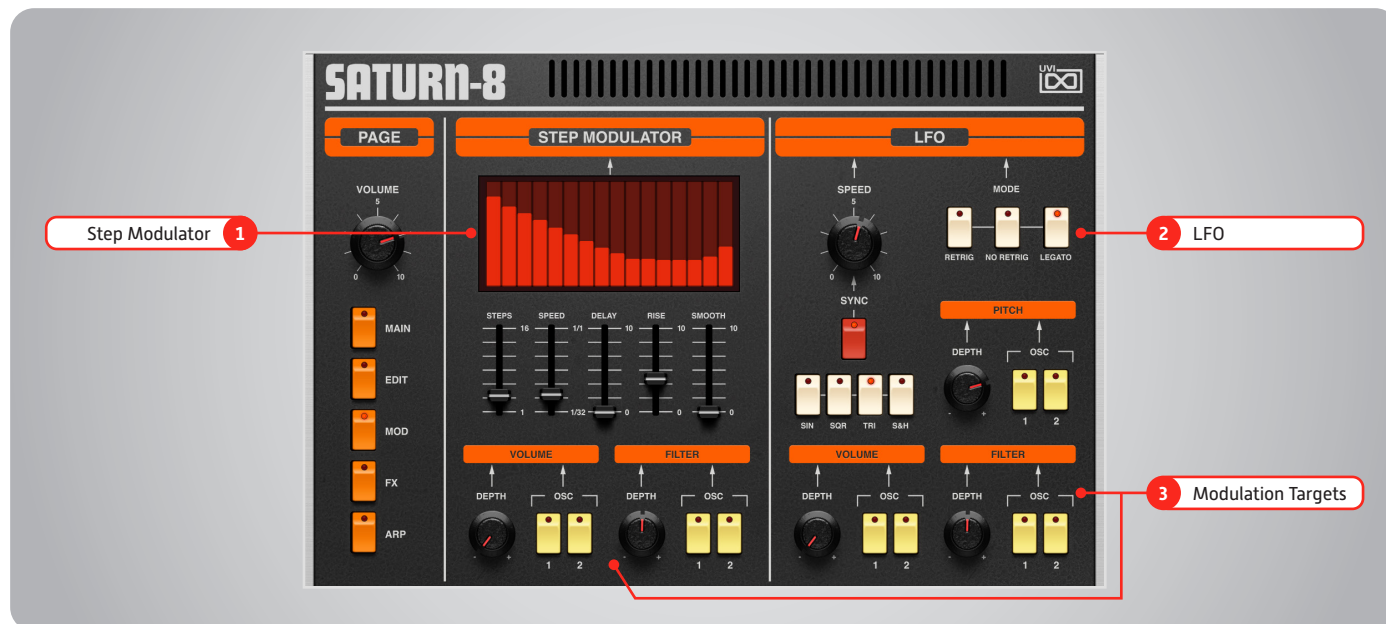 SATURN-8
UVI
PAGE
STEP MODULATOR
LFO
VOLUME
5
0 10
MAIN
EDIT
MOD
FX
ARP
Step Modulator 1
STEPS SPEED DELAY RISE SMOOTH
16 1/1 10 10 10
1 1/32 0 0 0
VOLUME FILTER
DEPTH OSC DEPTH OSC
- + 1 2 - + 1 2
SPEED
5
0 10
MODE
RETRIG NO RETRIG LEGATO
2 LFO
SYNC
SIN SQR TRI S&H
PITCH
DEPTH OSC
- + 1 2
VOLUME FILTER
DEPTH OSC DEPTH OSC
- + 1 2 - + 1 2
3 Modulation Targets